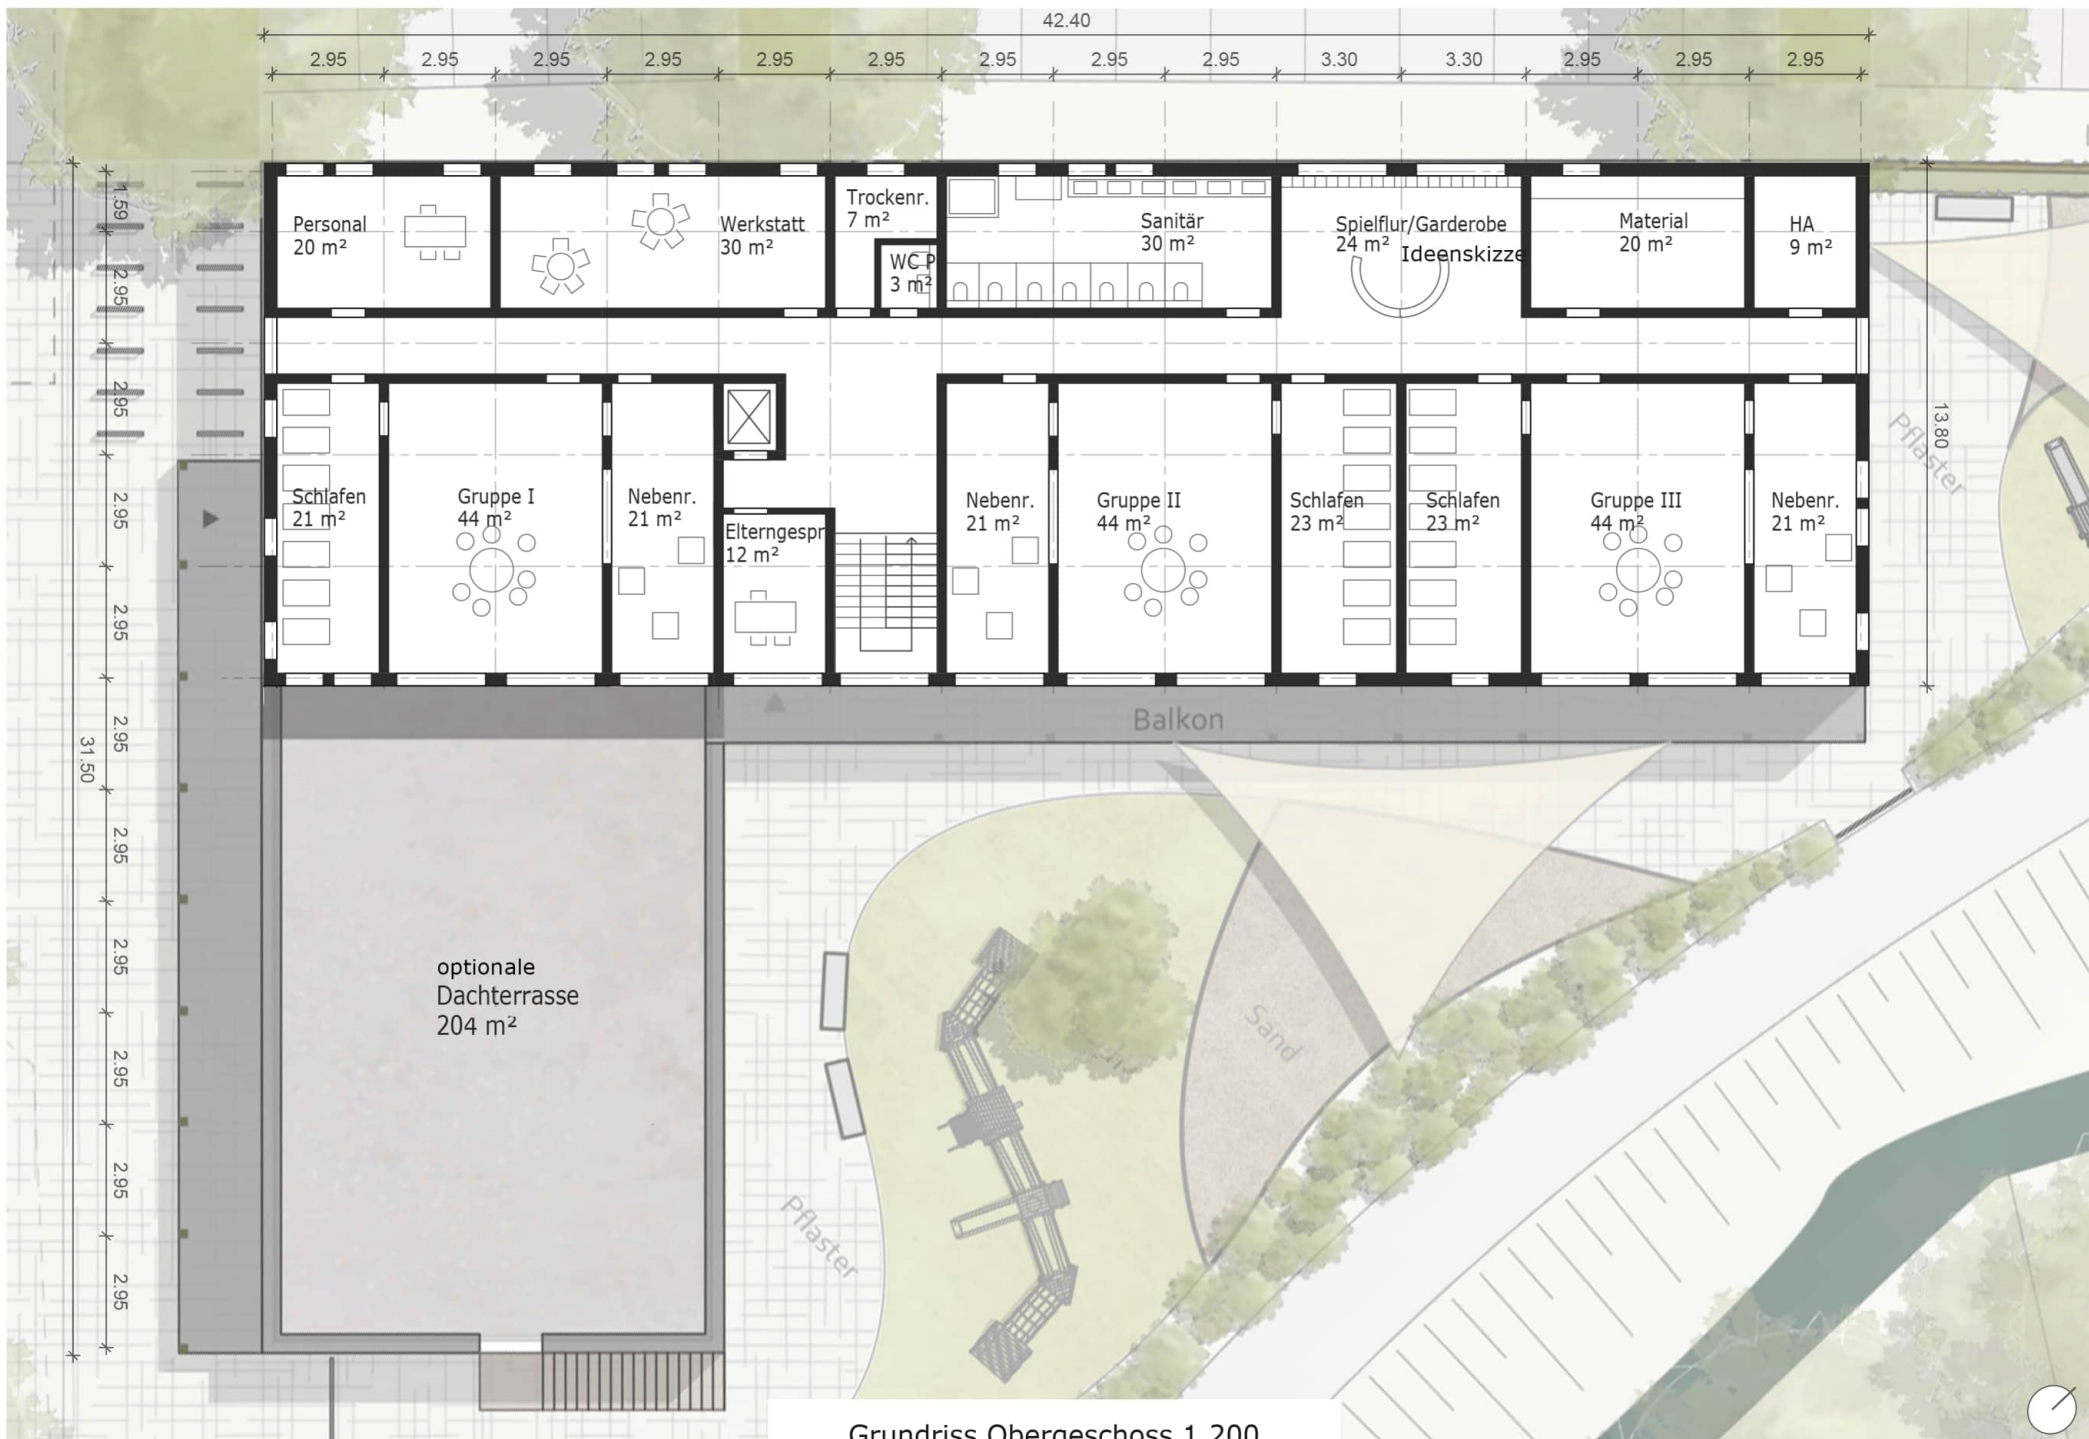 42.40
2.95 2.95 2.95 2.95 2.95 2.95 2.95 2.95 2.95 3.30 3.30 2.95 2.95 2.95
1.59
2.95
2.95
2.95
2.95
2.95
2.95
2.95
2.95
2.95
2.95
31.50
13.80
Personal
20 m²
Werkstatt
30 m²
Trockenr.
7 m²
WC P
3 m²
Sanitär
30 m²
Spielflur/Garderobe
24 m²
Ideenskizze
Material
20 m²
HA
9 m²
Schlafen
21 m²
Gruppe I
44 m²
Nebenr.
21 m²
Elterngespr
12 m²
Nebenr.
21 m²
Gruppe II
44 m²
Schlafen
23 m²
Schlafen
23 m²
Gruppe III
44 m²
Nebenr.
21 m²
Pflaster
Balkon
optionale
Dachterrasse
204 m²
Sand
Pflaster
Grundriss Obergeschoss 1 200